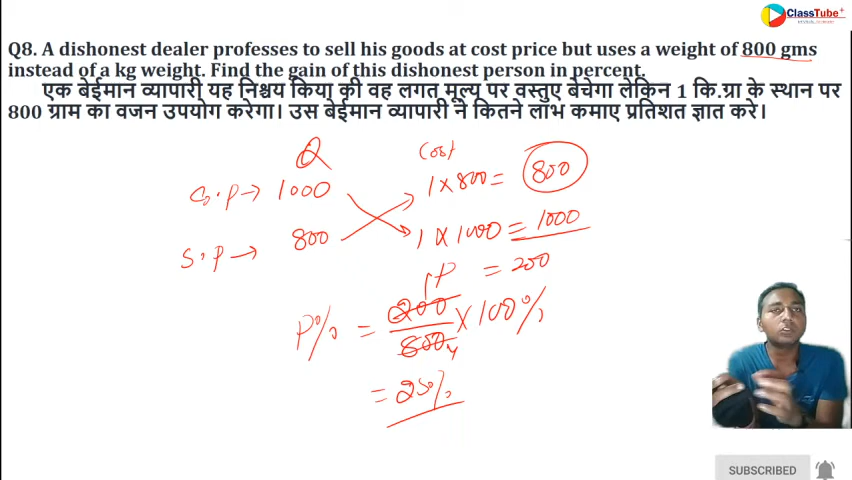 ClassTube+
Q8. A dishonest dealer professes to sell his goods at cost price but uses a weight of 800 gms
instead of a kg weight. Find the gain of this dishonest person in percent.
एक बेईमान व्यापारी यह निश्चय किया की वह लगत मूल्य पर वस्तुए बेचेगा लेकिन 1 कि.ग्रा के स्थान पर
800 ग्राम का वजन उपयोग करेगा। उस बेईमान व्यापारी ने कितने लाभ कमाए प्रतिशत ज्ञात करे।
Q Cost
C.P → 1000 1 x 800 = 800
S.P → 800 1 x 1000 = 1000
P = 200
P% = 200/800 x 100%
= 25%
SUBSCRIBED